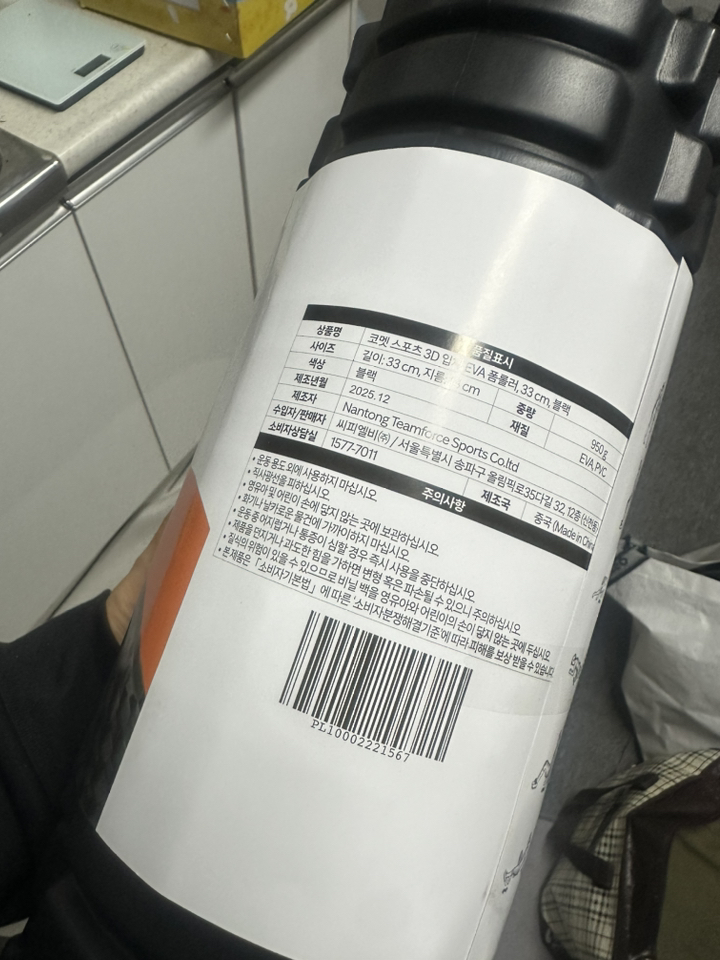 품질표시
상품명 코멧 스포츠 3D 압 EVA 폼롤러, 33 cm, 블랙
사이즈 길이: 33 cm, 지름: cm 중량 950g
색상 블랙 재질 EVA, PVC
제조년월 2025.12
제조자 Nantong Teamforce Sports Co.ltd
수입자/판매자 씨피엘비㈜ / 서울특별시 송파구 올림픽로35다길 32, 12층 (신천동)
소비자상담실 1577-7011 제조국 중국 (Made in China)
주의사항
• 운동 용도 외에 사용하지 마십시오
• 직사광선을 피하십시오.
• 영유아 및 어린이 손에 닿지 않는 곳에 보관하십시오
• 화기나 날카로운 물건에 가까이하지 마십시오
• 운동 중 어지럽거나 통증이 심할 경우 즉시 사용을 중단하십시오
• 제품을 던지거나 과도한 힘을 가하면 변형 혹은 파손될 수 있으니 주의하십시오
• 질식의 위험이 있을 수 있으므로 비닐 백을 영유아와 어린이의 손이 닿지 않는 곳에 두십시오
• 본 제품은 「소비자기본법」에 따른 '소비자분쟁해결기준'에 따라 피해를 보상 받을 수 있습니다
PL10002221567